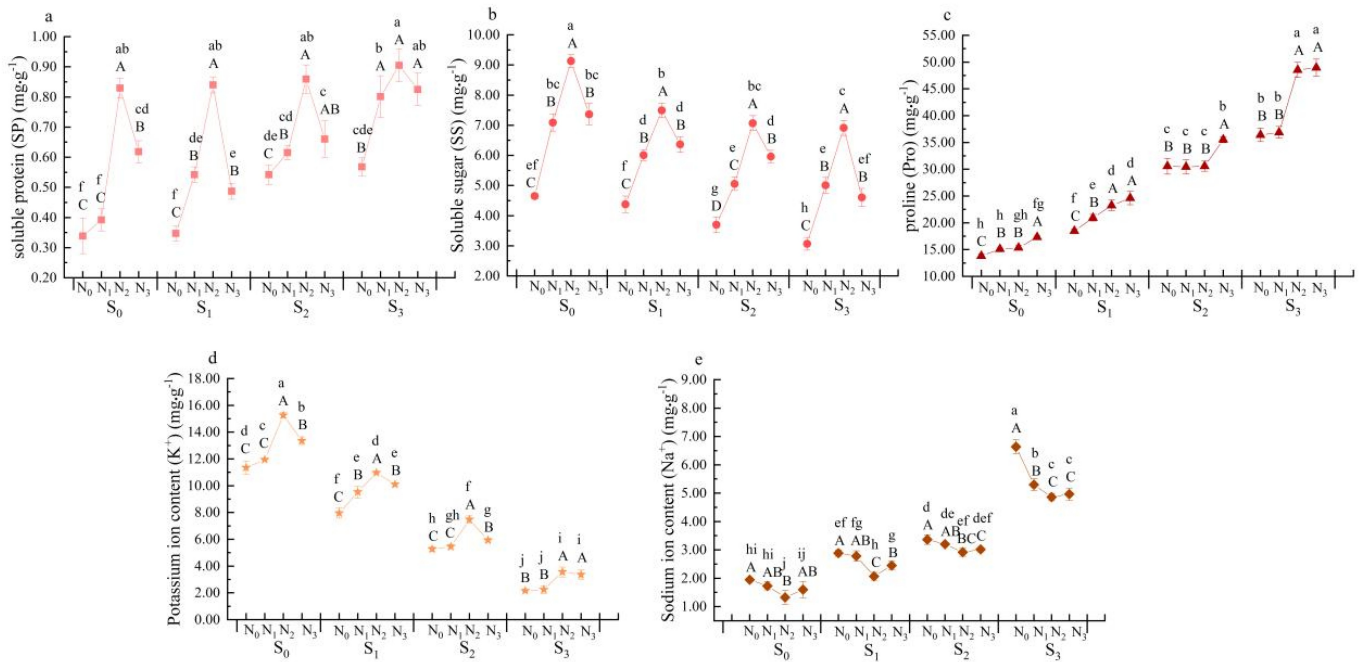 a
soluble protein (SP) (mg·g⁻¹)
1.00
0.90
0.80
0.70
0.60
0.50
0.40
0.30
0.20
f
C
f
C
ab
A
cd
B
f
C
de
B
ab
A
e
B
de
C
cd
B
ab
A
c
AB
cde
B
b
A
a
A
ab
A
N₀ N₁ N₂ N₃ N₀ N₁ N₂ N₃ N₀ N₁ N₂ N₃ N₀ N₁ N₂ N₃
S₀ S₁ S₂ S₃
b
Soluble sugar (SS) (mg·g⁻¹)
10.00
9.00
8.00
7.00
6.00
5.00
4.00
3.00
2.00
ef
C
bc
B
a
A
bc
B
f
C
d
B
b
A
d
B
g
D
e
C
bc
A
d
B
h
C
e
B
c
A
ef
B
N₀ N₁ N₂ N₃ N₀ N₁ N₂ N₃ N₀ N₁ N₂ N₃ N₀ N₁ N₂ N₃
S₀ S₁ S₂ S₃
c
proline (Pro) (mg·g⁻¹)
55.00
50.00
45.00
40.00
35.00
30.00
25.00
20.00
15.00
10.00
h
C
h
B
gh
B
fg
A
f
C
e
B
d
A
d
A
c
B
c
B
c
B
a
A
b
B
b
B
a
A
a
A
N₀ N₁ N₂ N₃ N₀ N₁ N₂ N₃ N₀ N₁ N₂ N₃ N₀ N₁ N₂ N₃
S₀ S₁ S₂ S₃
d
Potassium ion content (K⁺) (mg·g⁻¹)
18.00
16.00
14.00
12.00
10.00
8.00
6.00
4.00
2.00
0.00
d
C
c
C
a
A
b
B
f
C
e
B
d
A
e
B
h
C
gh
C
f
A
g
B
j
B
j
B
i
A
i
A
N₀ N₁ N₂ N₃ N₀ N₁ N₂ N₃ N₀ N₁ N₂ N₃ N₀ N₁ N₂ N₃
S₀ S₁ S₂ S₃
e
Sodium ion content (Na⁺) (mg·g⁻¹)
9.00
8.00
7.00
6.00
5.00
4.00
3.00
2.00
1.00
hi
A
hi
AB
j
B
ij
AB
ef
A
fg
AB
h
C
g
B
d
A
de
AB
ef
BC
def
C
a
A
b
B
c
C
c
C
N₀ N₁ N₂ N₃ N₀ N₁ N₂ N₃ N₀ N₁ N₂ N₃ N₀ N₁ N₂ N₃
S₀ S₁ S₂ S₃